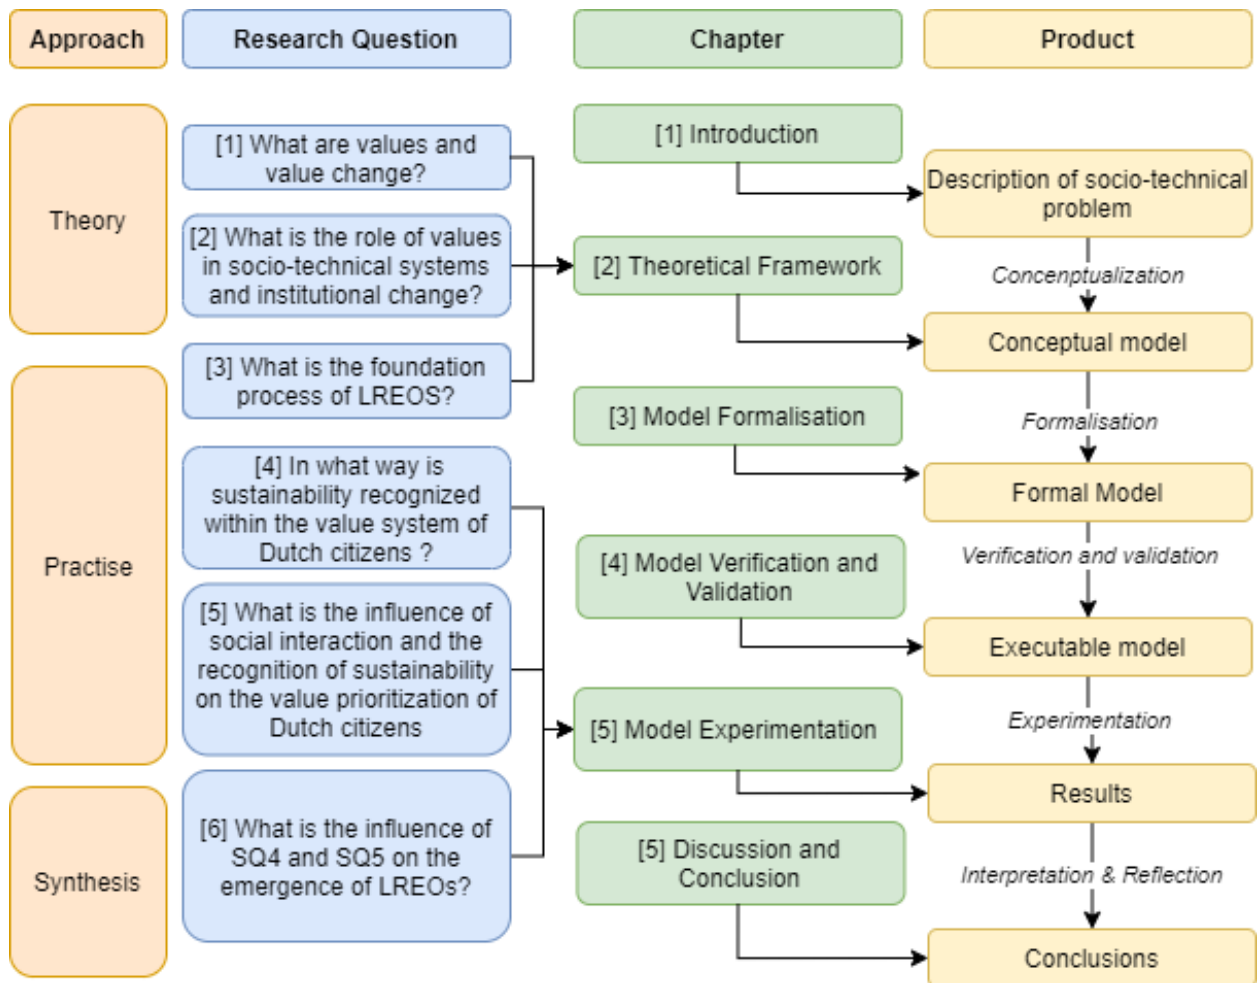 Approach
Research Question
Chapter
Product
Theory
Practise
Synthesis
[1] What are values and
value change?
[2] What is the role of values
in socio-technical systems
and institutional change?
[3] What is the foundation
process of LREOS?
[4] In what way is
sustainability recognized
within the value system of
Dutch citizens ?
[5] What is the influence of
social interaction and the
recognition of sustainability
on the value prioritization of
Dutch citizens
[6] What is the influence of
SQ4 and SQ5 on the
emergence of LREOs?
[1] Introduction
[2] Theoretical Framework
[3] Model Formalisation
[4] Model Verification and
Validation
[5] Model Experimentation
[5] Discussion and
Conclusion
Description of socio-technical
problem
Concenptualization
Conceptual model
Formalisation
Formal Model
Verification and validation
Executable model
Experimentation
Results
Interpretation & Reflection
Conclusions